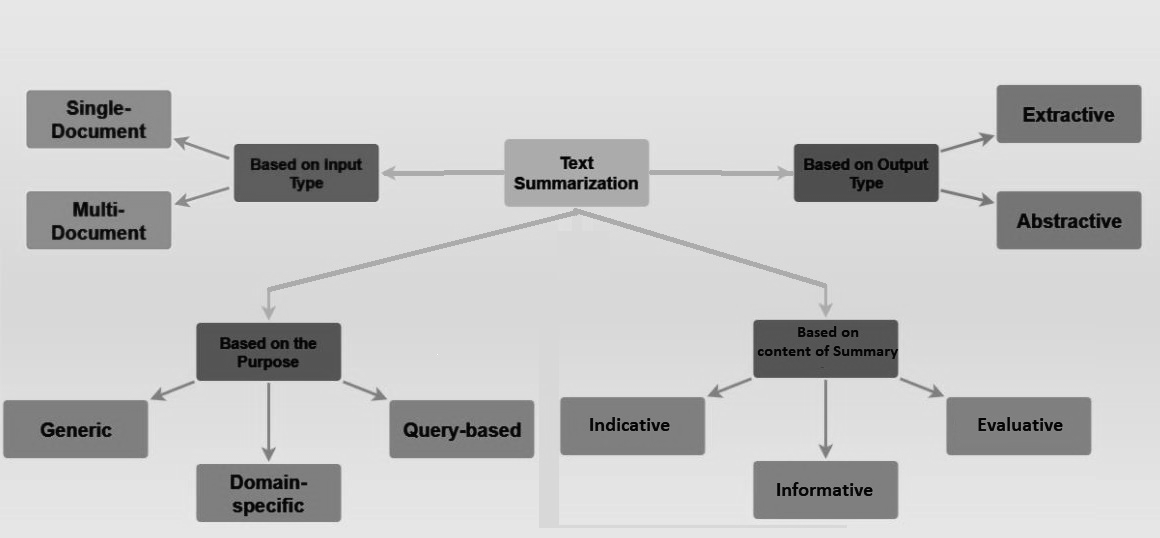 Text
Summarization
Based on Input
Type
Single-
Document
Multi-
Document
Based on Output
Type
Extractive
Abstractive
Based on the
Purpose
Generic
Domain-
specific
Query-based
Based on
content of Summary
Indicative
Informative
Evaluative